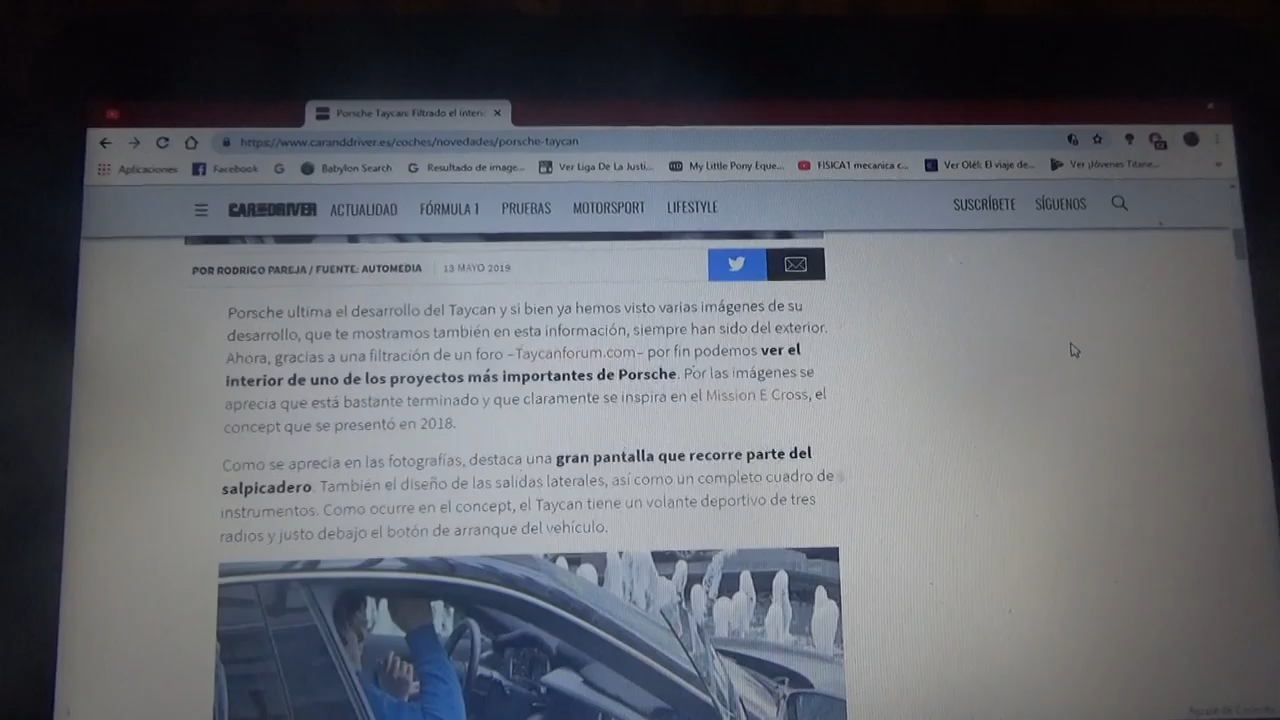 Porsche Taycan: Filtrado el interi
https://www.caranddriver.es/coches/novedades/porsche-taycan
Aplicaciones Facebook Babylon Search Resultado de image... Ver Liga De La Justi... My Little Pony Eque... FISICA1 mecanica c... Ver Olé!: El viaje de... Ver ¡Jóvenes Titane...
CAR AND DRIVER ACTUALIDAD FÓRMULA 1 PRUEBAS MOTORSPORT LIFESTYLE SUSCRÍBETE SÍGUENOS
POR RODRIGO PAREJA / FUENTE: AUTOMEDIA 13 MAYO 2019
Porsche ultima el desarrollo del Taycan y si bien ya hemos visto varias imágenes de su
desarrollo, que te mostramos también en esta información, siempre han sido del exterior.
Ahora, gracias a una filtración de un foro –Taycanforum.com– por fin podemos ver el
interior de uno de los proyectos más importantes de Porsche. Por las imágenes se
aprecia que está bastante terminado y que claramente se inspira en el Mission E Cross, el
concept que se presentó en 2018.
Como se aprecia en las fotografías, destaca una gran pantalla que recorre parte del
salpicadero. También el diseño de las salidas laterales, así como un completo cuadro de
instrumentos. Como ocurre en el concept, el Taycan tiene un volante deportivo de tres
radios y justo debajo el botón de arranque del vehículo.